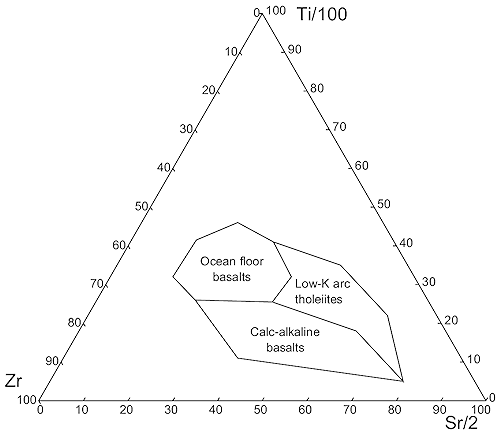 0 100 Ti/100
10 90
20 80
30 70
40 60
50 50
60 40
Ocean floor
basalts
70 30
Low-K arc
tholeiites
80 20
Calc-alkaline
basalts
90 10
Zr
100 0
0 10 20 30 40 50 60 70 80 90 100
Sr/2